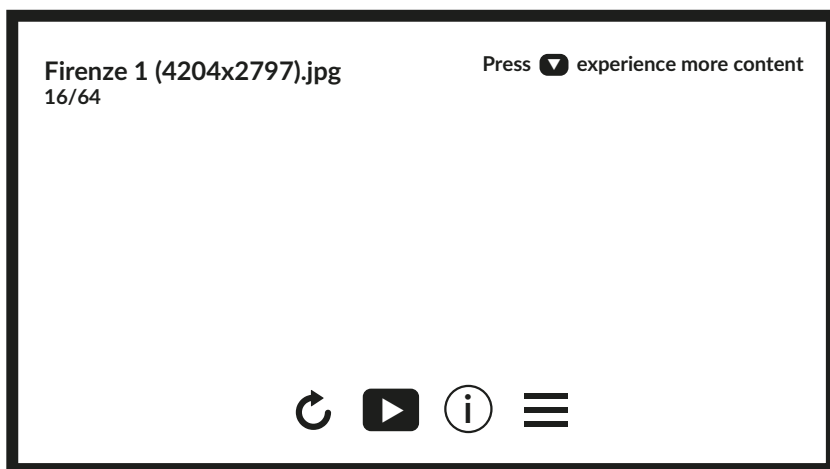 Firenze 1 (4204x2797).jpg
16/64
Press ▼ experience more content
i